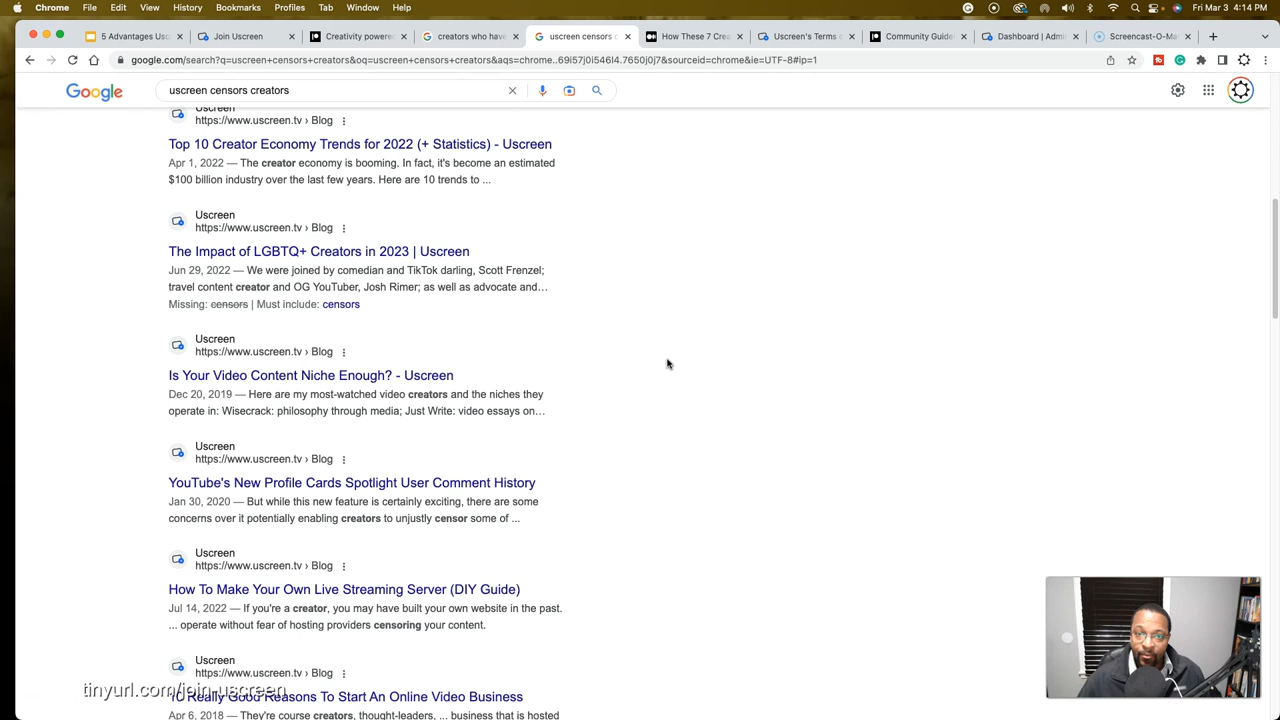 Chrome File Edit View History Bookmarks Profiles Tab Window Help Fri Mar 3 4:14 PM
5 Advantages Usc Join Uscreen Creativity powere creators who have uscreen censors c How These 7 Crea Uscreen's Terms o Community Guide Dashboard | Admi Screencast-O-Ma
google.com/search?q=uscreen+censors+creators&oq=uscreen+censors+creators&aqs=chrome..69i57j0i546l4.7650j0j7&sourceid=chrome&ie=UTF-8#ip=1
Google uscreen censors creators
Uscreen
https://www.uscreen.tv › Blog
Top 10 Creator Economy Trends for 2022 (+ Statistics) - Uscreen
Apr 1, 2022 — The creator economy is booming. In fact, it's become an estimated
$100 billion industry over the last few years. Here are 10 trends to ...
Uscreen
https://www.uscreen.tv › Blog
The Impact of LGBTQ+ Creators in 2023 | Uscreen
Jun 29, 2022 — We were joined by comedian and TikTok darling, Scott Frenzel;
travel content creator and OG YouTuber, Josh Rimer; as well as advocate and...
Missing: censors | Must include: censors
Uscreen
https://www.uscreen.tv › Blog
Is Your Video Content Niche Enough? - Uscreen
Dec 20, 2019 — Here are my most-watched video creators and the niches they
operate in: Wisecrack: philosophy through media; Just Write: video essays on...
Uscreen
https://www.uscreen.tv › Blog
YouTube's New Profile Cards Spotlight User Comment History
Jan 30, 2020 — But while this new feature is certainly exciting, there are some
concerns over it potentially enabling creators to unjustly censor some of ...
Uscreen
https://www.uscreen.tv › Blog
How To Make Your Own Live Streaming Server (DIY Guide)
Jul 14, 2022 — If you're a creator, you may have built your own website in the past.
... operate without fear of hosting providers censoring your content.
Uscreen
https://www.uscreen.tv › Blog
tinyurl.com/join-uscreen
10 Really Good Reasons To Start An Online Video Business
Apr 6, 2018 — They're course creators, thought-leaders, ... business that is hosted